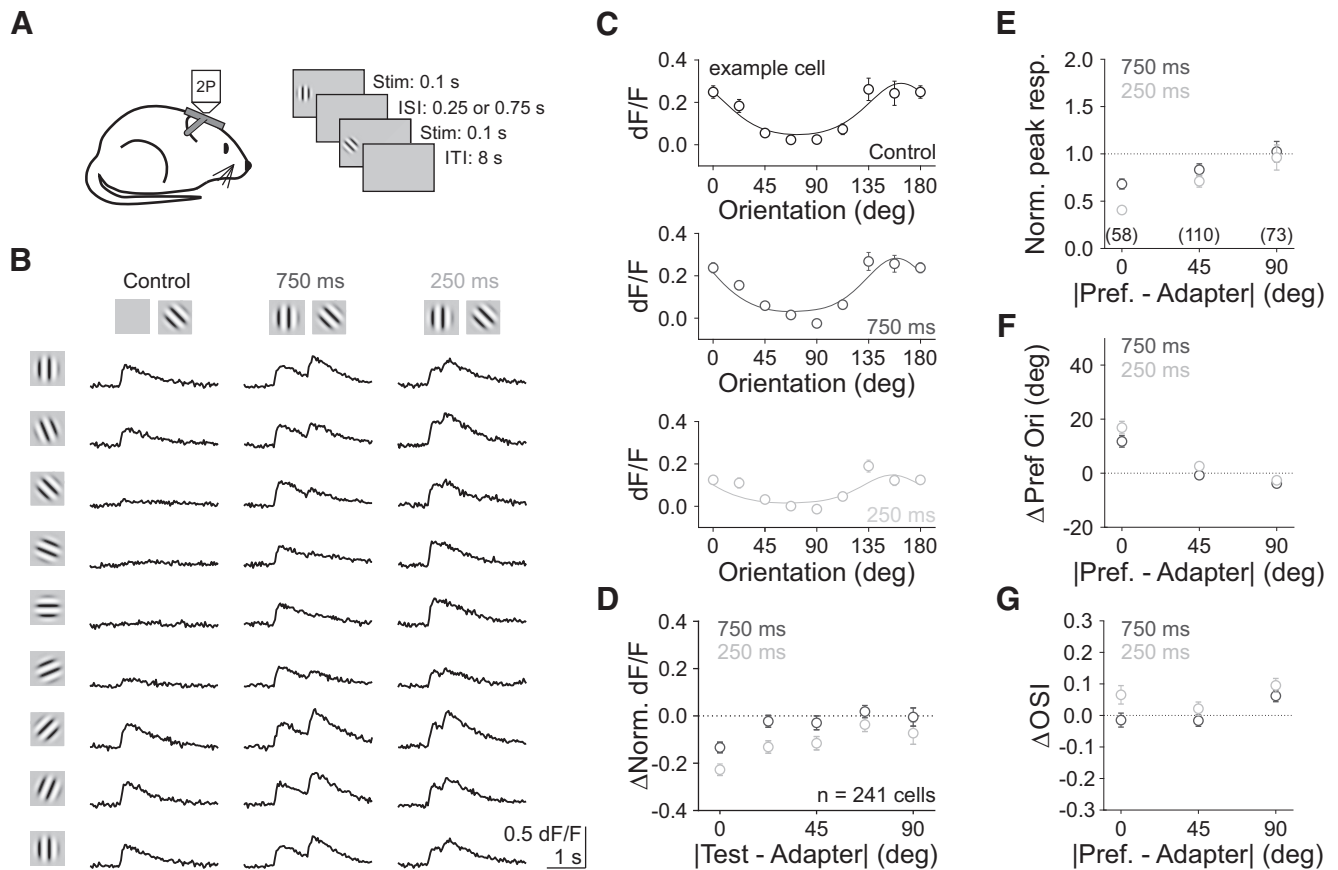 A
2P
Stim: 0.1 s
ISI: 0.25 or 0.75 s
Stim: 0.1 s
ITI: 8 s
B
Control
750 ms
250 ms
0.5 dF/F
1 s
C
example cell
0.4
0.2
0.0
dF/F
Control
0 45 90 135 180
Orientation (deg)
0.4
0.2
0.0
dF/F
750 ms
0 45 90 135 180
Orientation (deg)
0.4
0.2
0.0
dF/F
250 ms
0 45 90 135 180
Orientation (deg)
D
750 ms
250 ms
0.4
0.2
0.0
-0.2
-0.4
ΔNorm. dF/F
n = 241 cells
0 45 90
|Test - Adapter| (deg)
E
750 ms
250 ms
2.0
1.5
1.0
0.5
0.0
Norm. peak resp.
(58) (110) (73)
0 45 90
|Pref. - Adapter| (deg)
F
750 ms
250 ms
40
20
0
-20
ΔPref Ori (deg)
0 45 90
|Pref. - Adapter| (deg)
G
750 ms
250 ms
0.3
0.2
0.1
0.0
-0.1
-0.2
-0.3
ΔOSI
0 45 90
|Pref. - Adapter| (deg)